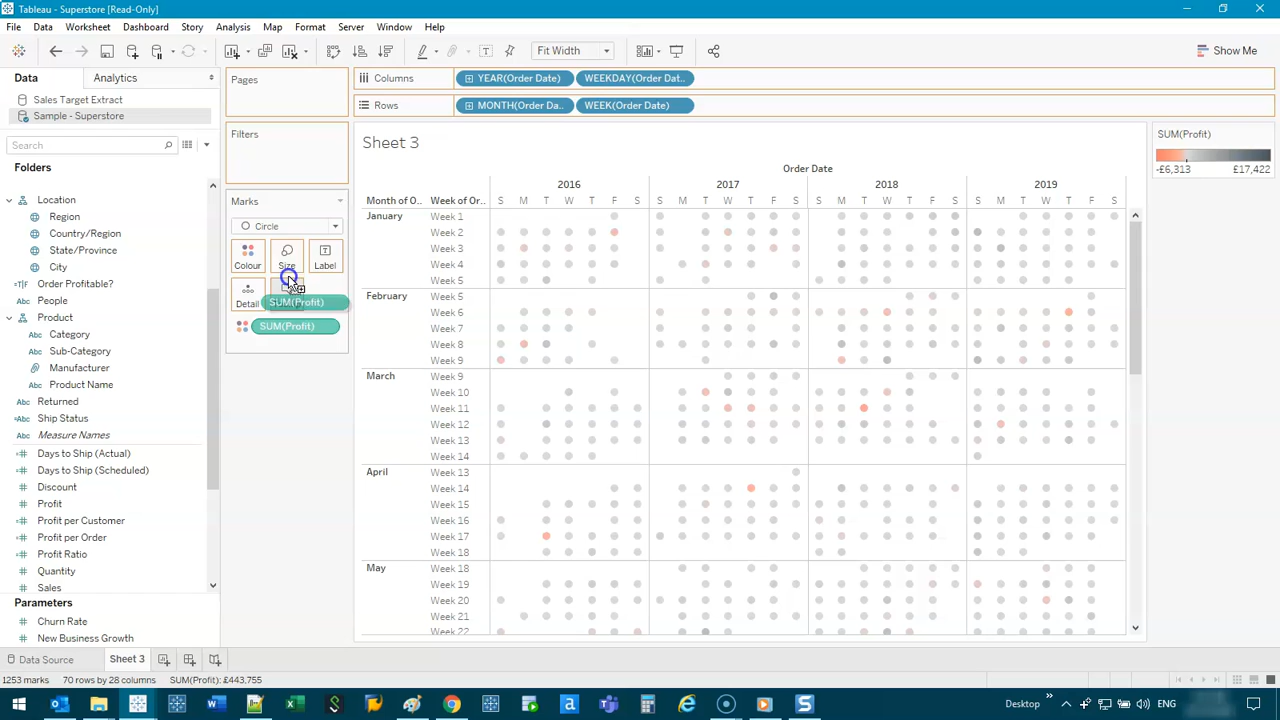 Tableau - Superstore [Read-Only]
File Data Worksheet Dashboard Story Analysis Map Format Server Window Help
Fit Width
Show Me
Data Analytics
Sales Target Extract
Sample - Superstore
Search
Folders
Location
Region
Country/Region
State/Province
City
Order Profitable?
People
Product
Category
Sub-Category
Manufacturer
Product Name
Returned
Ship Status
Measure Names
Days to Ship (Actual)
Days to Ship (Scheduled)
Discount
Profit
Profit per Customer
Profit per Order
Profit Ratio
Quantity
Sales
Parameters
Churn Rate
New Business Growth
Pages
Filters
Marks
Circle
Colour Size Label
Detail
SUM(Profit)
SUM(Profit)
Columns YEAR(Order Date) WEEKDAY(Order Dat..
Rows MONTH(Order Da.. WEEK(Order Date)
Sheet 3
Order Date
2016 2017 2018 2019
Month of O.. Week of Or.. S M T W T F S S M T W T F S S M T W T F S S M T W T F S
January Week 1
Week 2
Week 3
Week 4
Week 5
February Week 5
Week 6
Week 7
Week 8
Week 9
March Week 9
Week 10
Week 11
Week 12
Week 13
Week 14
April Week 13
Week 14
Week 15
Week 16
Week 17
Week 18
May Week 18
Week 19
Week 20
Week 21
Week 22
SUM(Profit)
-£6,313 £17,422
Data Source Sheet 3
1253 marks 70 rows by 28 columns SUM(Profit): £443,755
Desktop ENG